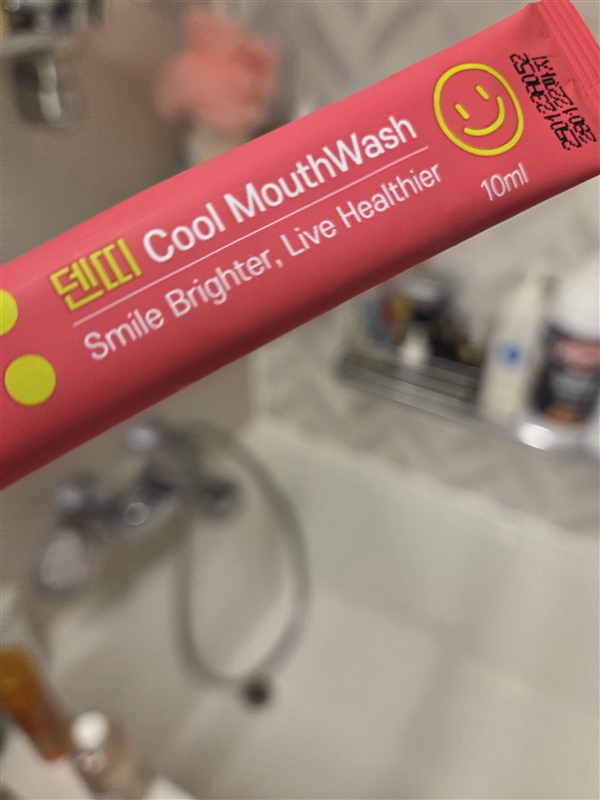 덴띠 Cool MouthWash
Smile Brighter, Live Healthier
10ml